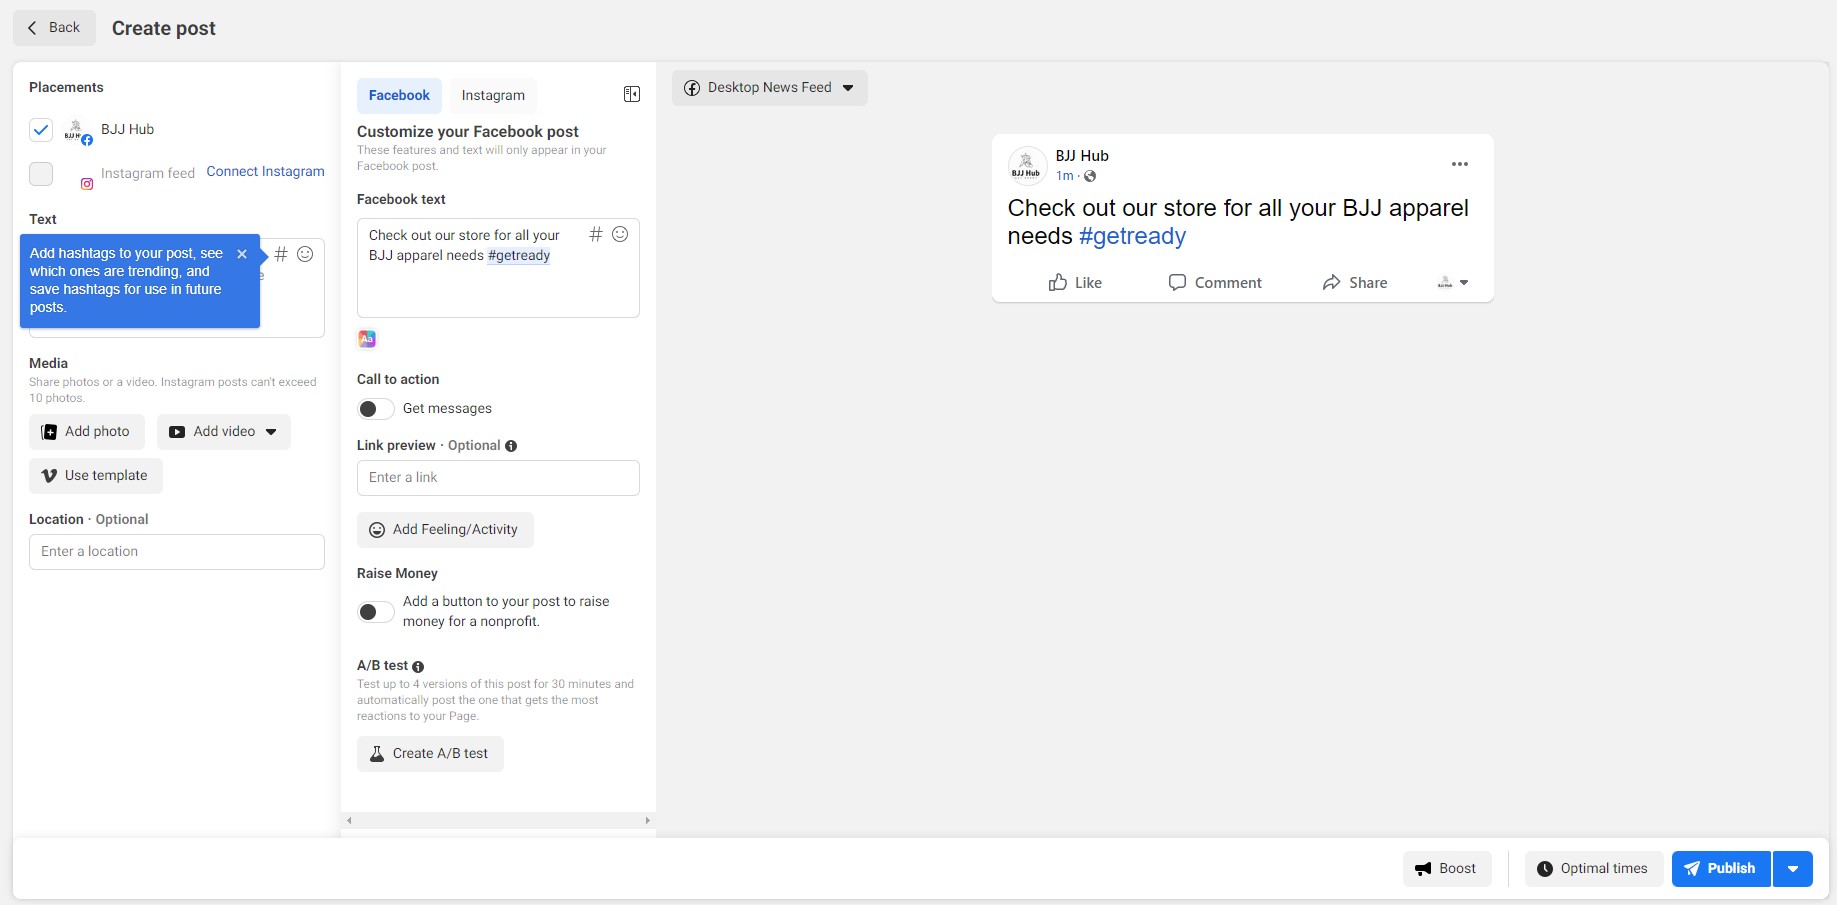 Back
Create post
Placements
BJJ Hub
Instagram feed
Connect Instagram
Text
Add hashtags to your post, see
which ones are trending, and
save hashtags for use in future
posts.
Media
Share photos or a video. Instagram posts can't exceed
10 photos.
Add photo
Add video
Use template
Location · Optional
Enter a location
Facebook
Instagram
Customize your Facebook post
These features and text will only appear in your
Facebook post.
Facebook text
Check out our store for all your
BJJ apparel needs #getready
Aa
Call to action
Get messages
Link preview · Optional
Enter a link
Add Feeling/Activity
Raise Money
Add a button to your post to raise
money for a nonprofit.
A/B test
Test up to 4 versions of this post for 30 minutes and
automatically post the one that gets the most
reactions to your Page.
Create A/B test
Desktop News Feed
BJJ Hub
BJJ Hub
1m ·
Check out our store for all your BJJ apparel
needs #getready
Like
Comment
Share
Boost
Optimal times
Publish